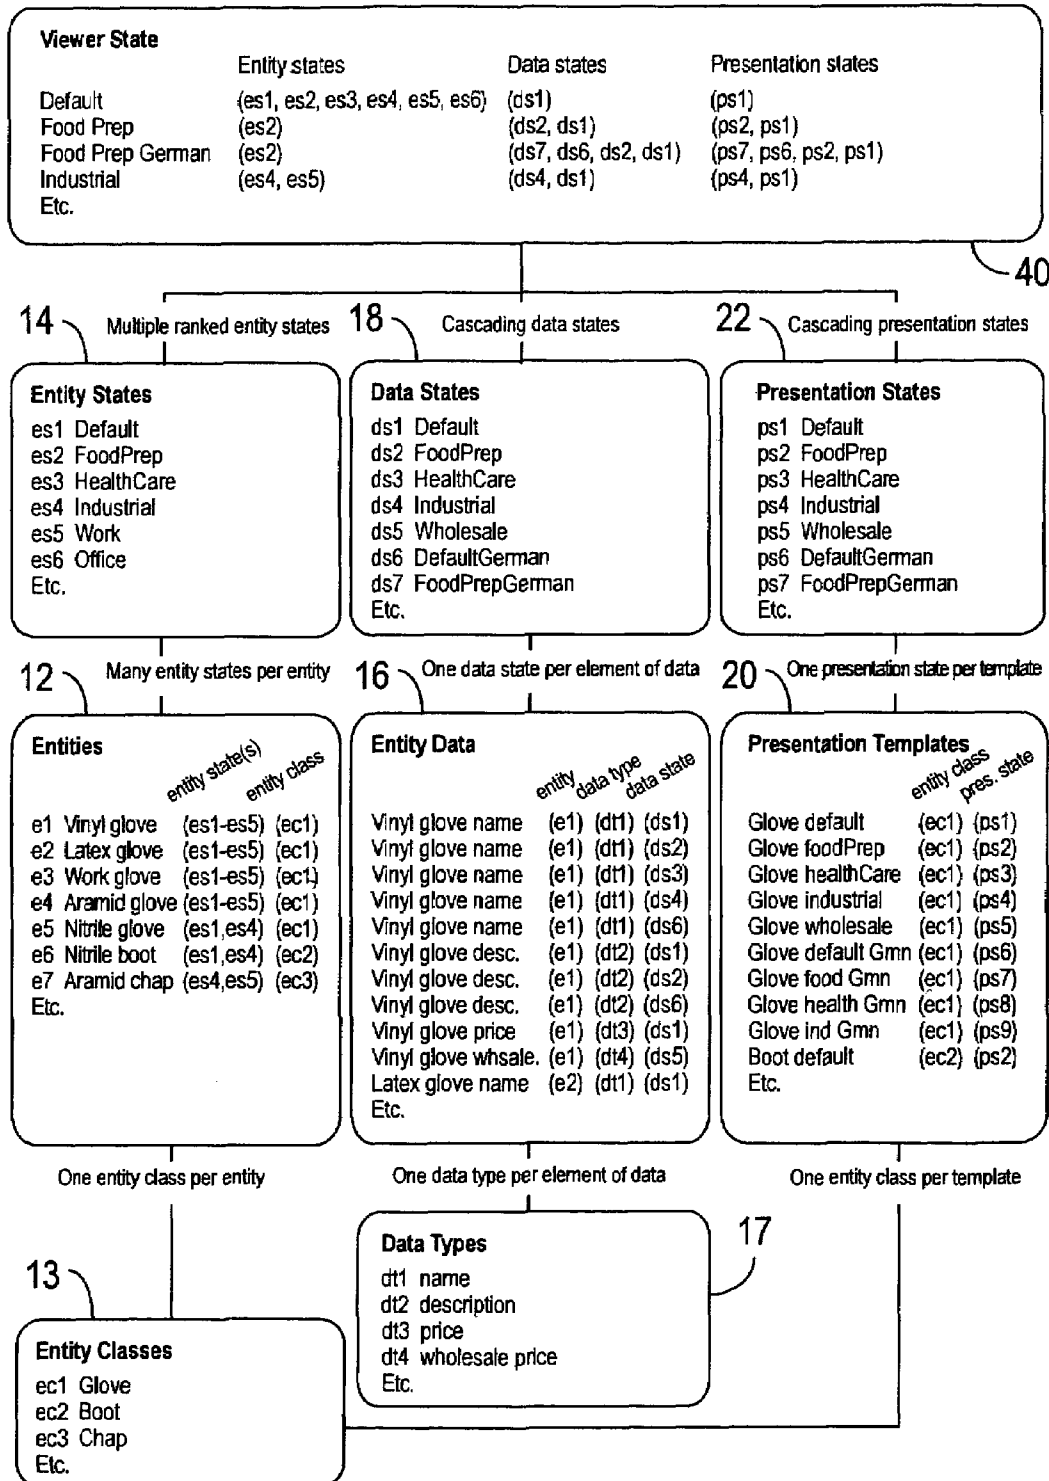 Viewer State
Entity states Data states Presentation states
Default (es1, es2, es3, es4, es5, es6) (ds1) (ps1)
Food Prep (es2) (ds2, ds1) (ps2, ps1)
Food Prep German (es2) (ds7, ds6, ds2, ds1) (ps7, ps6, ps2, ps1)
Industrial (es4, es5) (ds4, ds1) (ps4, ps1)
Etc.
40
14 Multiple ranked entity states
18 Cascading data states
22 Cascading presentation states
Entity States
es1 Default
es2 FoodPrep
es3 HealthCare
es4 Industrial
es5 Work
es6 Office
Etc.
Data States
ds1 Default
ds2 FoodPrep
ds3 HealthCare
ds4 Industrial
ds5 Wholesale
ds6 DefaultGerman
ds7 FoodPrepGerman
Etc.
Presentation States
ps1 Default
ps2 FoodPrep
ps3 HealthCare
ps4 Industrial
ps5 Wholesale
ps6 DefaultGerman
ps7 FoodPrepGerman
Etc.
12 Many entity states per entity
16 One data state per element of data
20 One presentation state per template
Entities
entity state(s) entity class
e1 Vinyl glove (es1-es5) (ec1)
e2 Latex glove (es1-es5) (ec1)
e3 Work glove (es1-es5) (ec1)
e4 Aramid glove (es1-es5) (ec1)
e5 Nitrile glove (es1,es4) (ec1)
e6 Nitrile boot (es1,es4) (ec2)
e7 Aramid chap (es4,es5) (ec3)
Etc.
Entity Data
entity data type data state
Vinyl glove name (e1) (dt1) (ds1)
Vinyl glove name (e1) (dt1) (ds2)
Vinyl glove name (e1) (dt1) (ds3)
Vinyl glove name (e1) (dt1) (ds4)
Vinyl glove name (e1) (dt1) (ds6)
Vinyl glove desc. (e1) (dt2) (ds1)
Vinyl glove desc. (e1) (dt2) (ds2)
Vinyl glove desc. (e1) (dt2) (ds6)
Vinyl glove price (e1) (dt3) (ds1)
Vinyl glove whsale. (e1) (dt4) (ds5)
Latex glove name (e2) (dt1) (ds1)
Etc.
Presentation Templates
entity class pres. state
Glove default (ec1) (ps1)
Glove foodPrep (ec1) (ps2)
Glove healthCare (ec1) (ps3)
Glove industrial (ec1) (ps4)
Glove wholesale (ec1) (ps5)
Glove default Gmn (ec1) (ps6)
Glove food Gmn (ec1) (ps7)
Glove health Gmn (ec1) (ps8)
Glove ind Gmn (ec1) (ps9)
Boot default (ec2) (ps2)
Etc.
One entity class per entity
One data type per element of data
One entity class per template
17
Data Types
dt1 name
dt2 description
dt3 price
dt4 wholesale price
Etc.
13
Entity Classes
ec1 Glove
ec2 Boot
ec3 Chap
Etc.